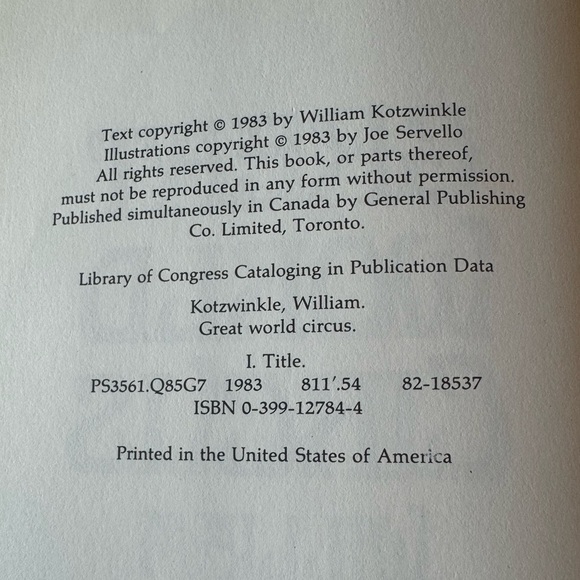 Text copyright © 1983 by William Kotzwinkle
Illustrations copyright © 1983 by Joe Servello
All rights reserved. This book, or parts thereof,
must not be reproduced in any form without permission.
Published simultaneously in Canada by General Publishing
Co. Limited, Toronto.
Library of Congress Cataloging in Publication Data
Kotzwinkle, William.
Great world circus.
I. Title.
PS3561.Q85G7 1983 811'.54 82-18537
ISBN 0-399-12784-4
Printed in the United States of America